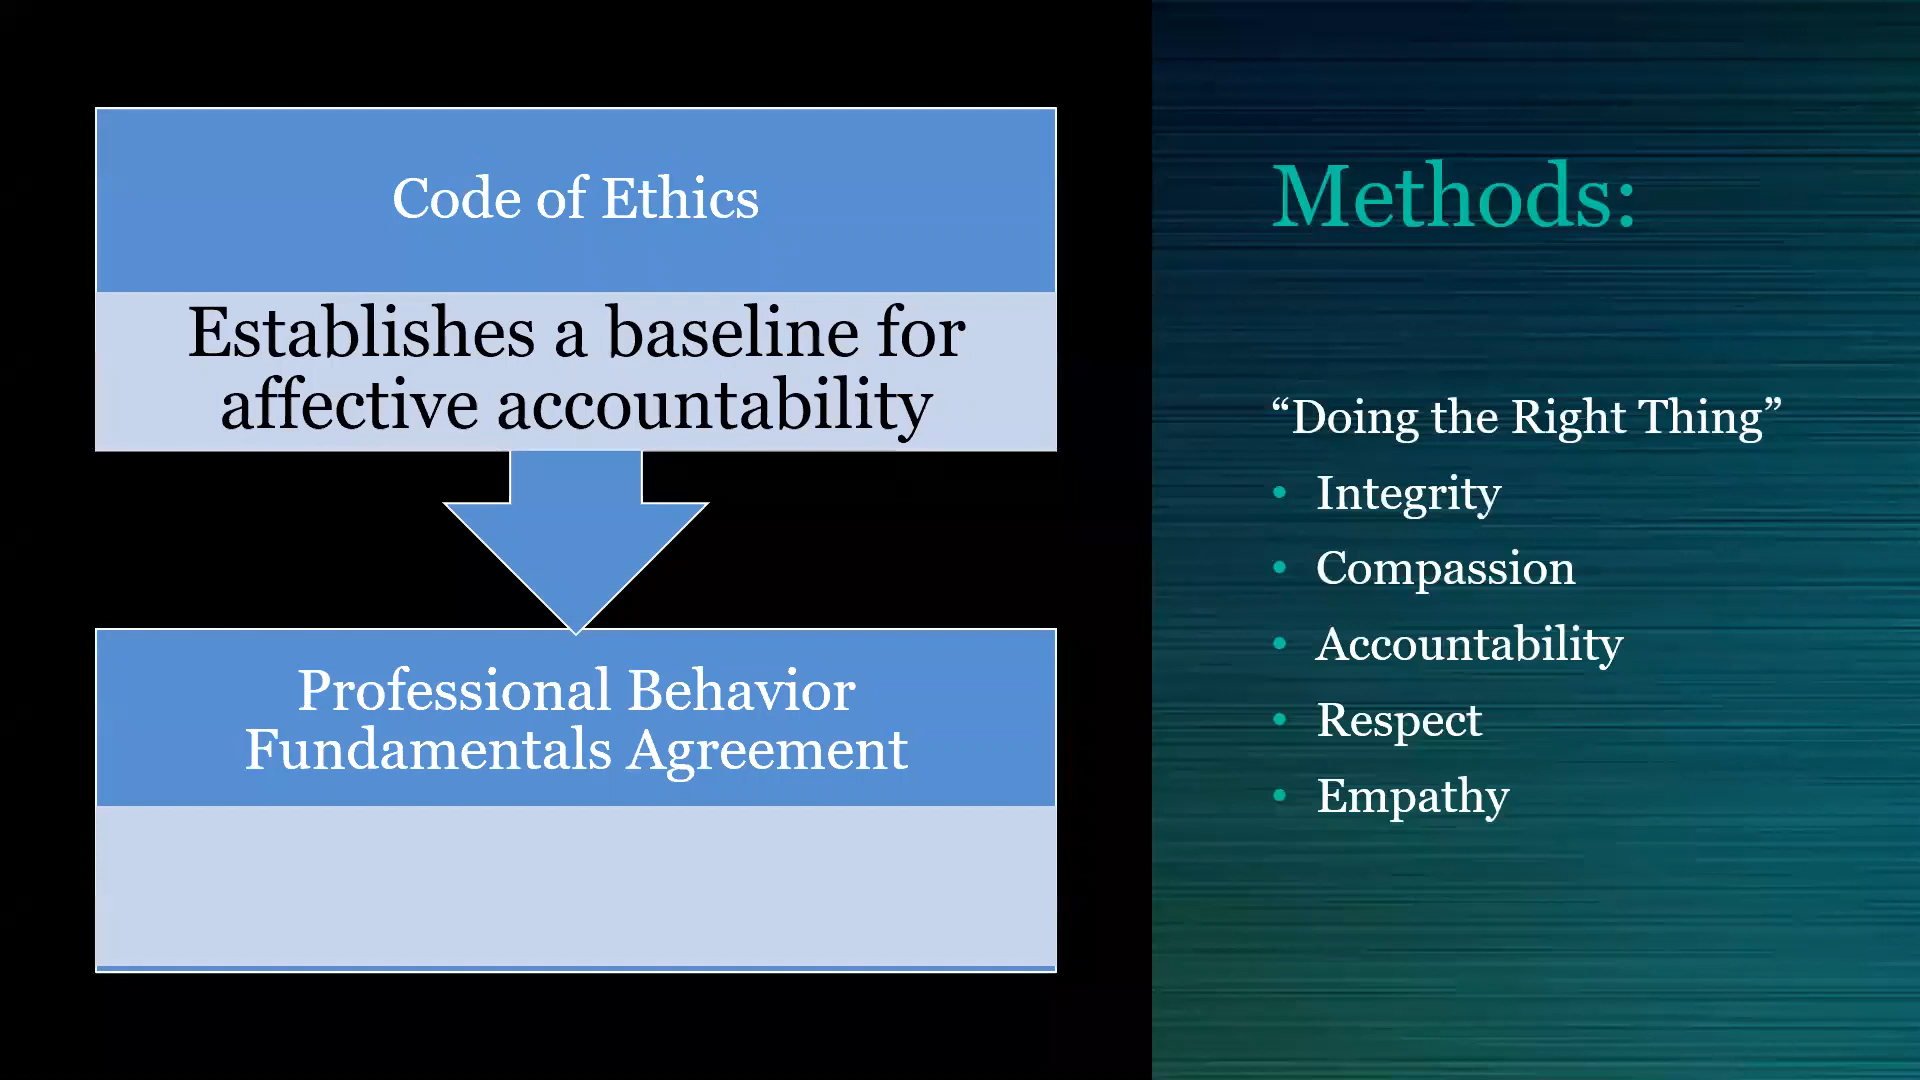 Code of Ethics
Establishes a baseline for
affective accountability
Professional Behavior
Fundamentals Agreement
Methods:
“Doing the Right Thing”
• Integrity
• Compassion
• Accountability
• Respect
• Empathy